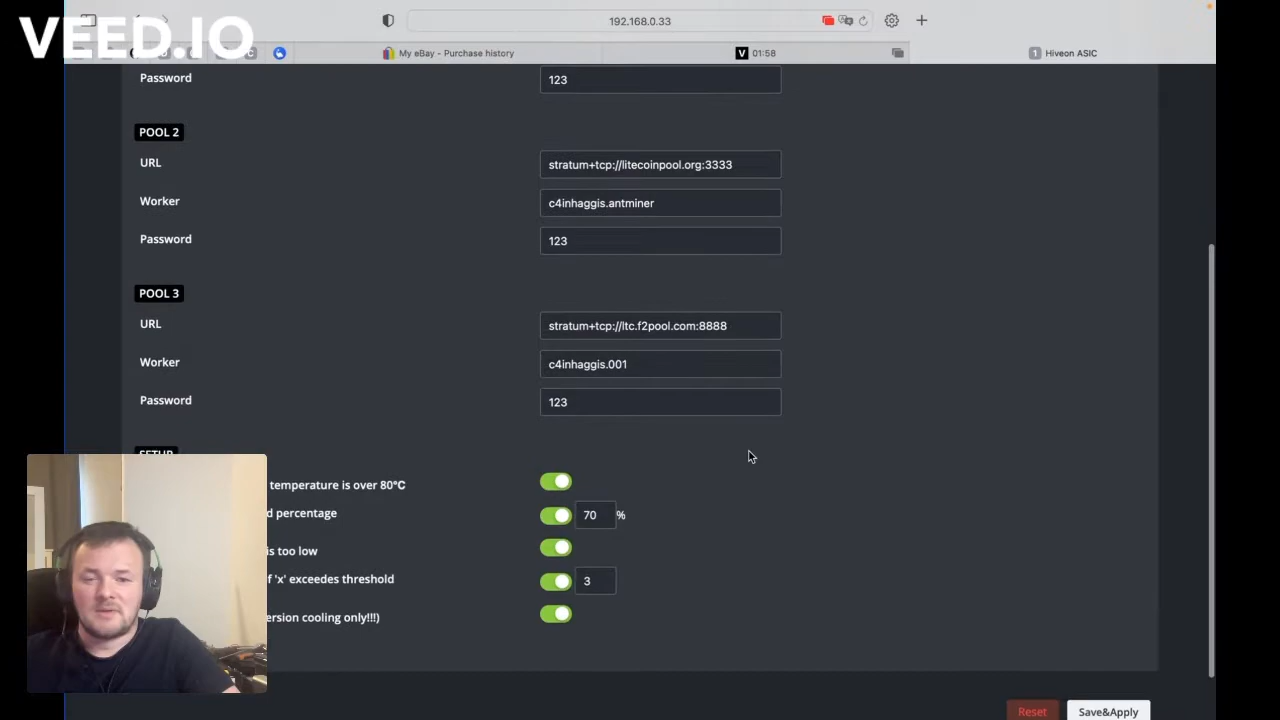 VEED.IO
192.168.0.33
My eBay - Purchase history
01:58
1 Hiveon ASIC
Password
123
POOL 2
URL
stratum+tcp://litecoinpool.org:3333
Worker
c4inhaggis.antminer
Password
123
POOL 3
URL
stratum+tcp://ltc.f2pool.com:8888
Worker
c4inhaggis.001
Password
123
SETUP
temperature is over 80°C
d percentage
70 %
is too low
f 'x' exceedes threshold
3
ersion cooling only!!!)
Reset
Save&Apply